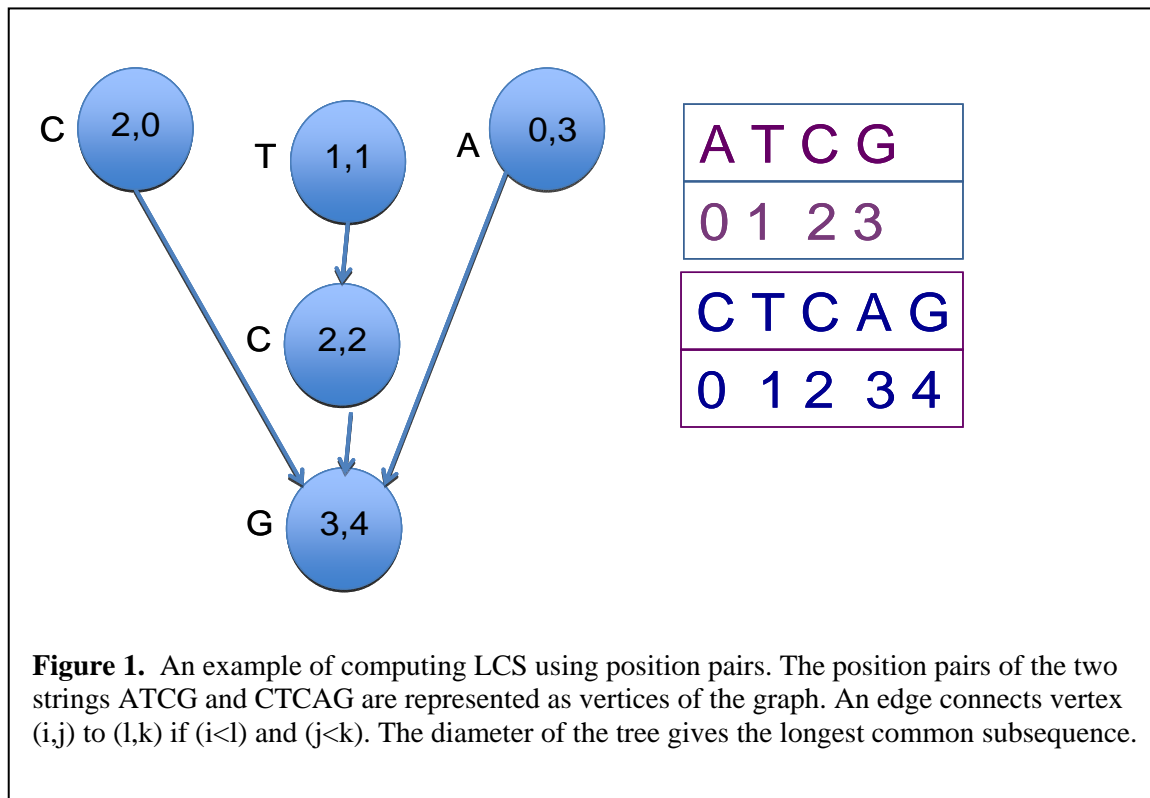 C 2,0
T 1,1
A 0,3
C 2,2
G 3,4
A T C G
0 1 2 3
C T C A G
0 1 2 3 4
Figure 1. An example of computing LCS using position pairs. The position pairs of the two
strings ATCG and CTCAG are represented as vertices of the graph. An edge connects vertex
(i,j) to (l,k) if (i<l) and (j<k). The diameter of the tree gives the longest common subsequence.